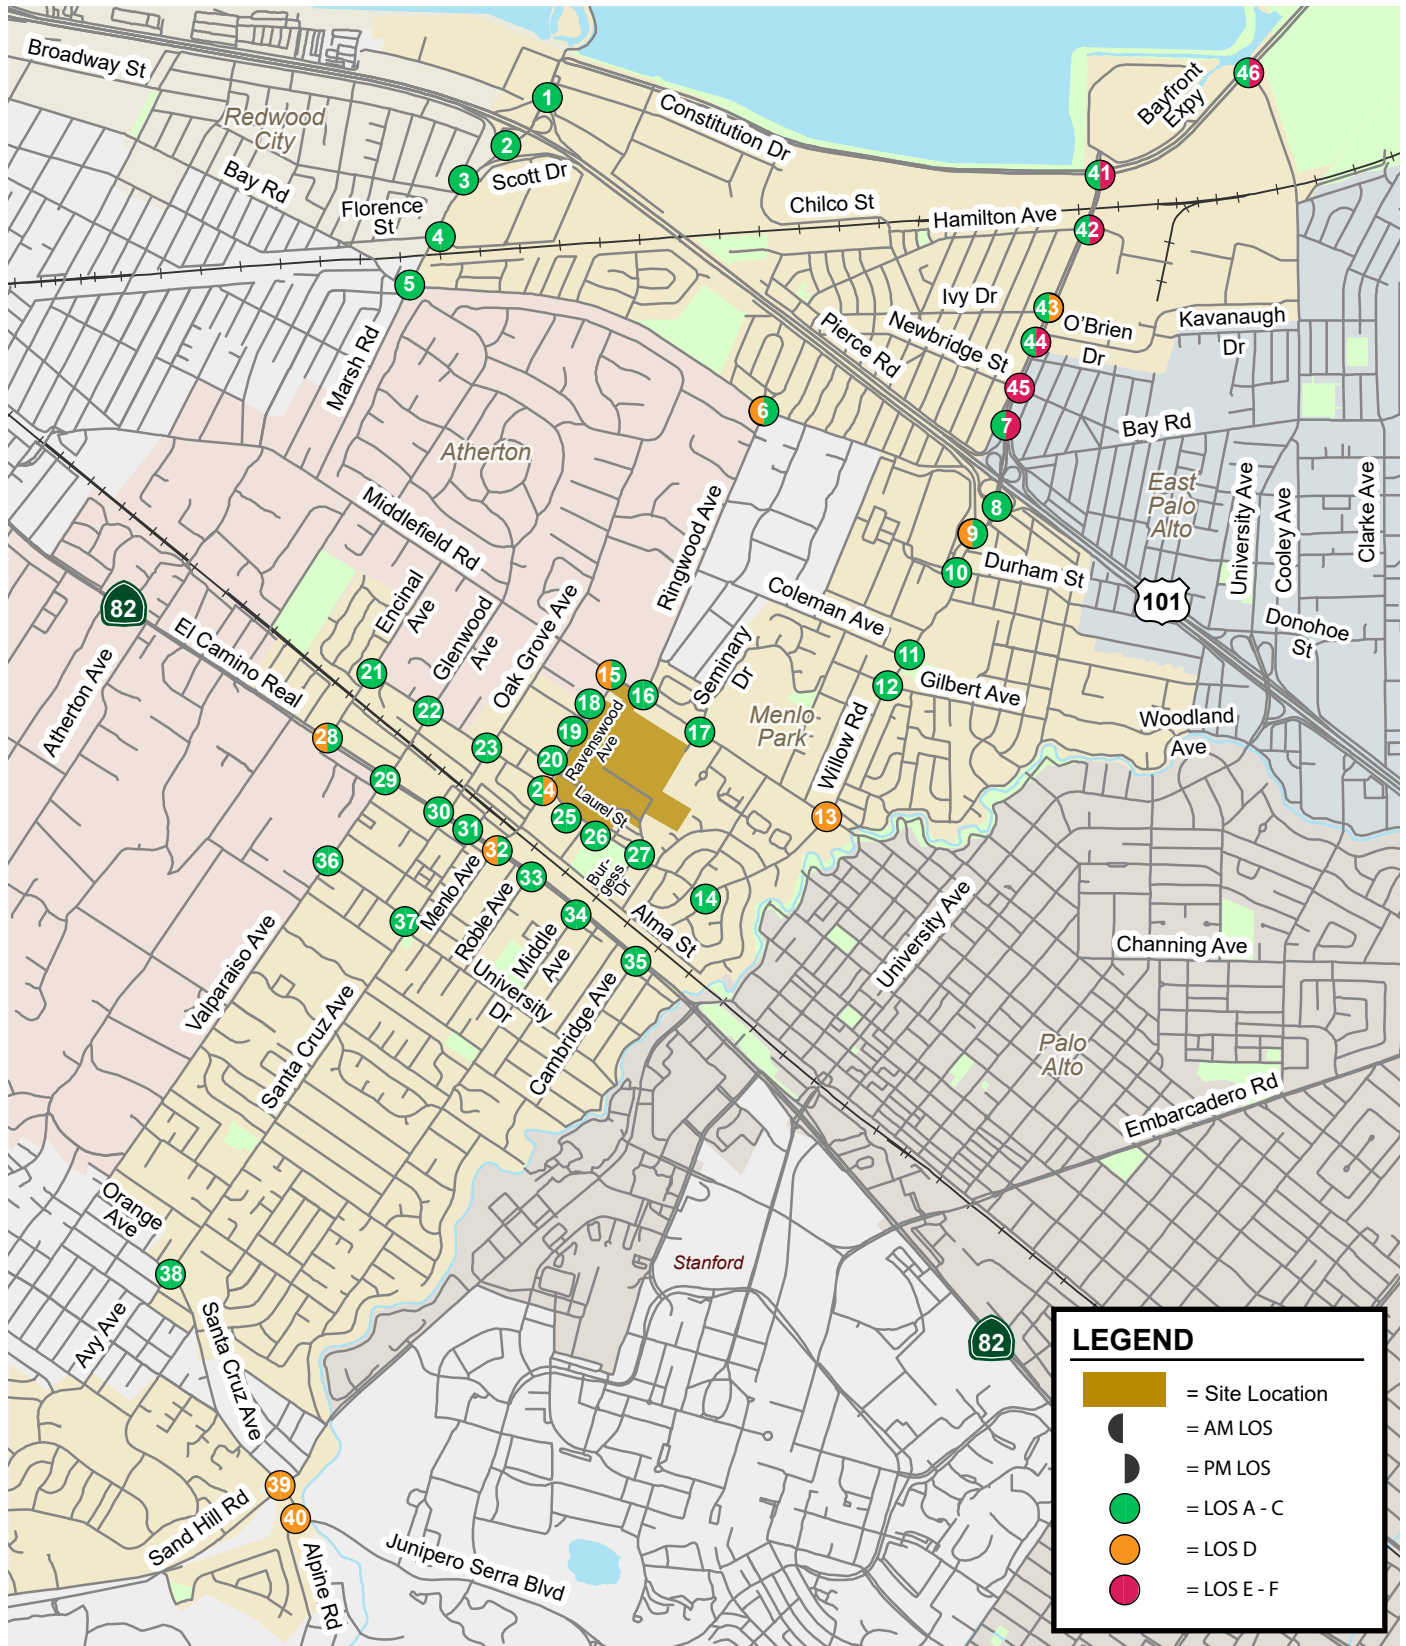 Broadway St
Redwood
City
Bay Rd
Florence
St
Scott Dr
Constitution Dr
Bayfront
Expy
Chilco St
Hamilton Ave
Ivy Dr
O'Brien
Dr
Kavanaugh
Dr
Newbridge St
Pierce Rd
Marsh Rd
Atherton
Middlefield Rd
Bay Rd
East
Palo
Alto
University Ave
Cooley Ave
Clarke Ave
Ringwood Ave
Durham St
101
Donohoe
St
Coleman Ave
Gilbert Ave
Woodland
Ave
82
El Camino Real
Atherton Ave
Encinal
Ave
Glenwood
Ave
Oak Grove Ave
Seminary
Dr
Menlo
Park
Willow Rd
Ravenswood
Ave
Laurel St
Bur-
gess
Dr
Alma St
Menlo Ave
Roble Ave
Middle
Ave
University
Dr
Cambridge Ave
Valparaiso Ave
Santa Cruz Ave
University Ave
Channing Ave
Palo
Alto
Embarcadero Rd
Orange
Ave
Avy Ave
Santa Cruz Ave
Stanford
82
Sand Hill Rd
Alpine Rd
Junipero Serra Blvd
1
2
3
4
5
6
7
8
9
10
11
12
13
14
15
16
17
18
19
20
21
22
23
24
25
26
27
28
29
30
31
32
33
34
35
36
37
38
39
40
41
42
43
44
45
46
LEGEND
= Site Location
= AM LOS
= PM LOS
= LOS A - C
= LOS D
= LOS E - F